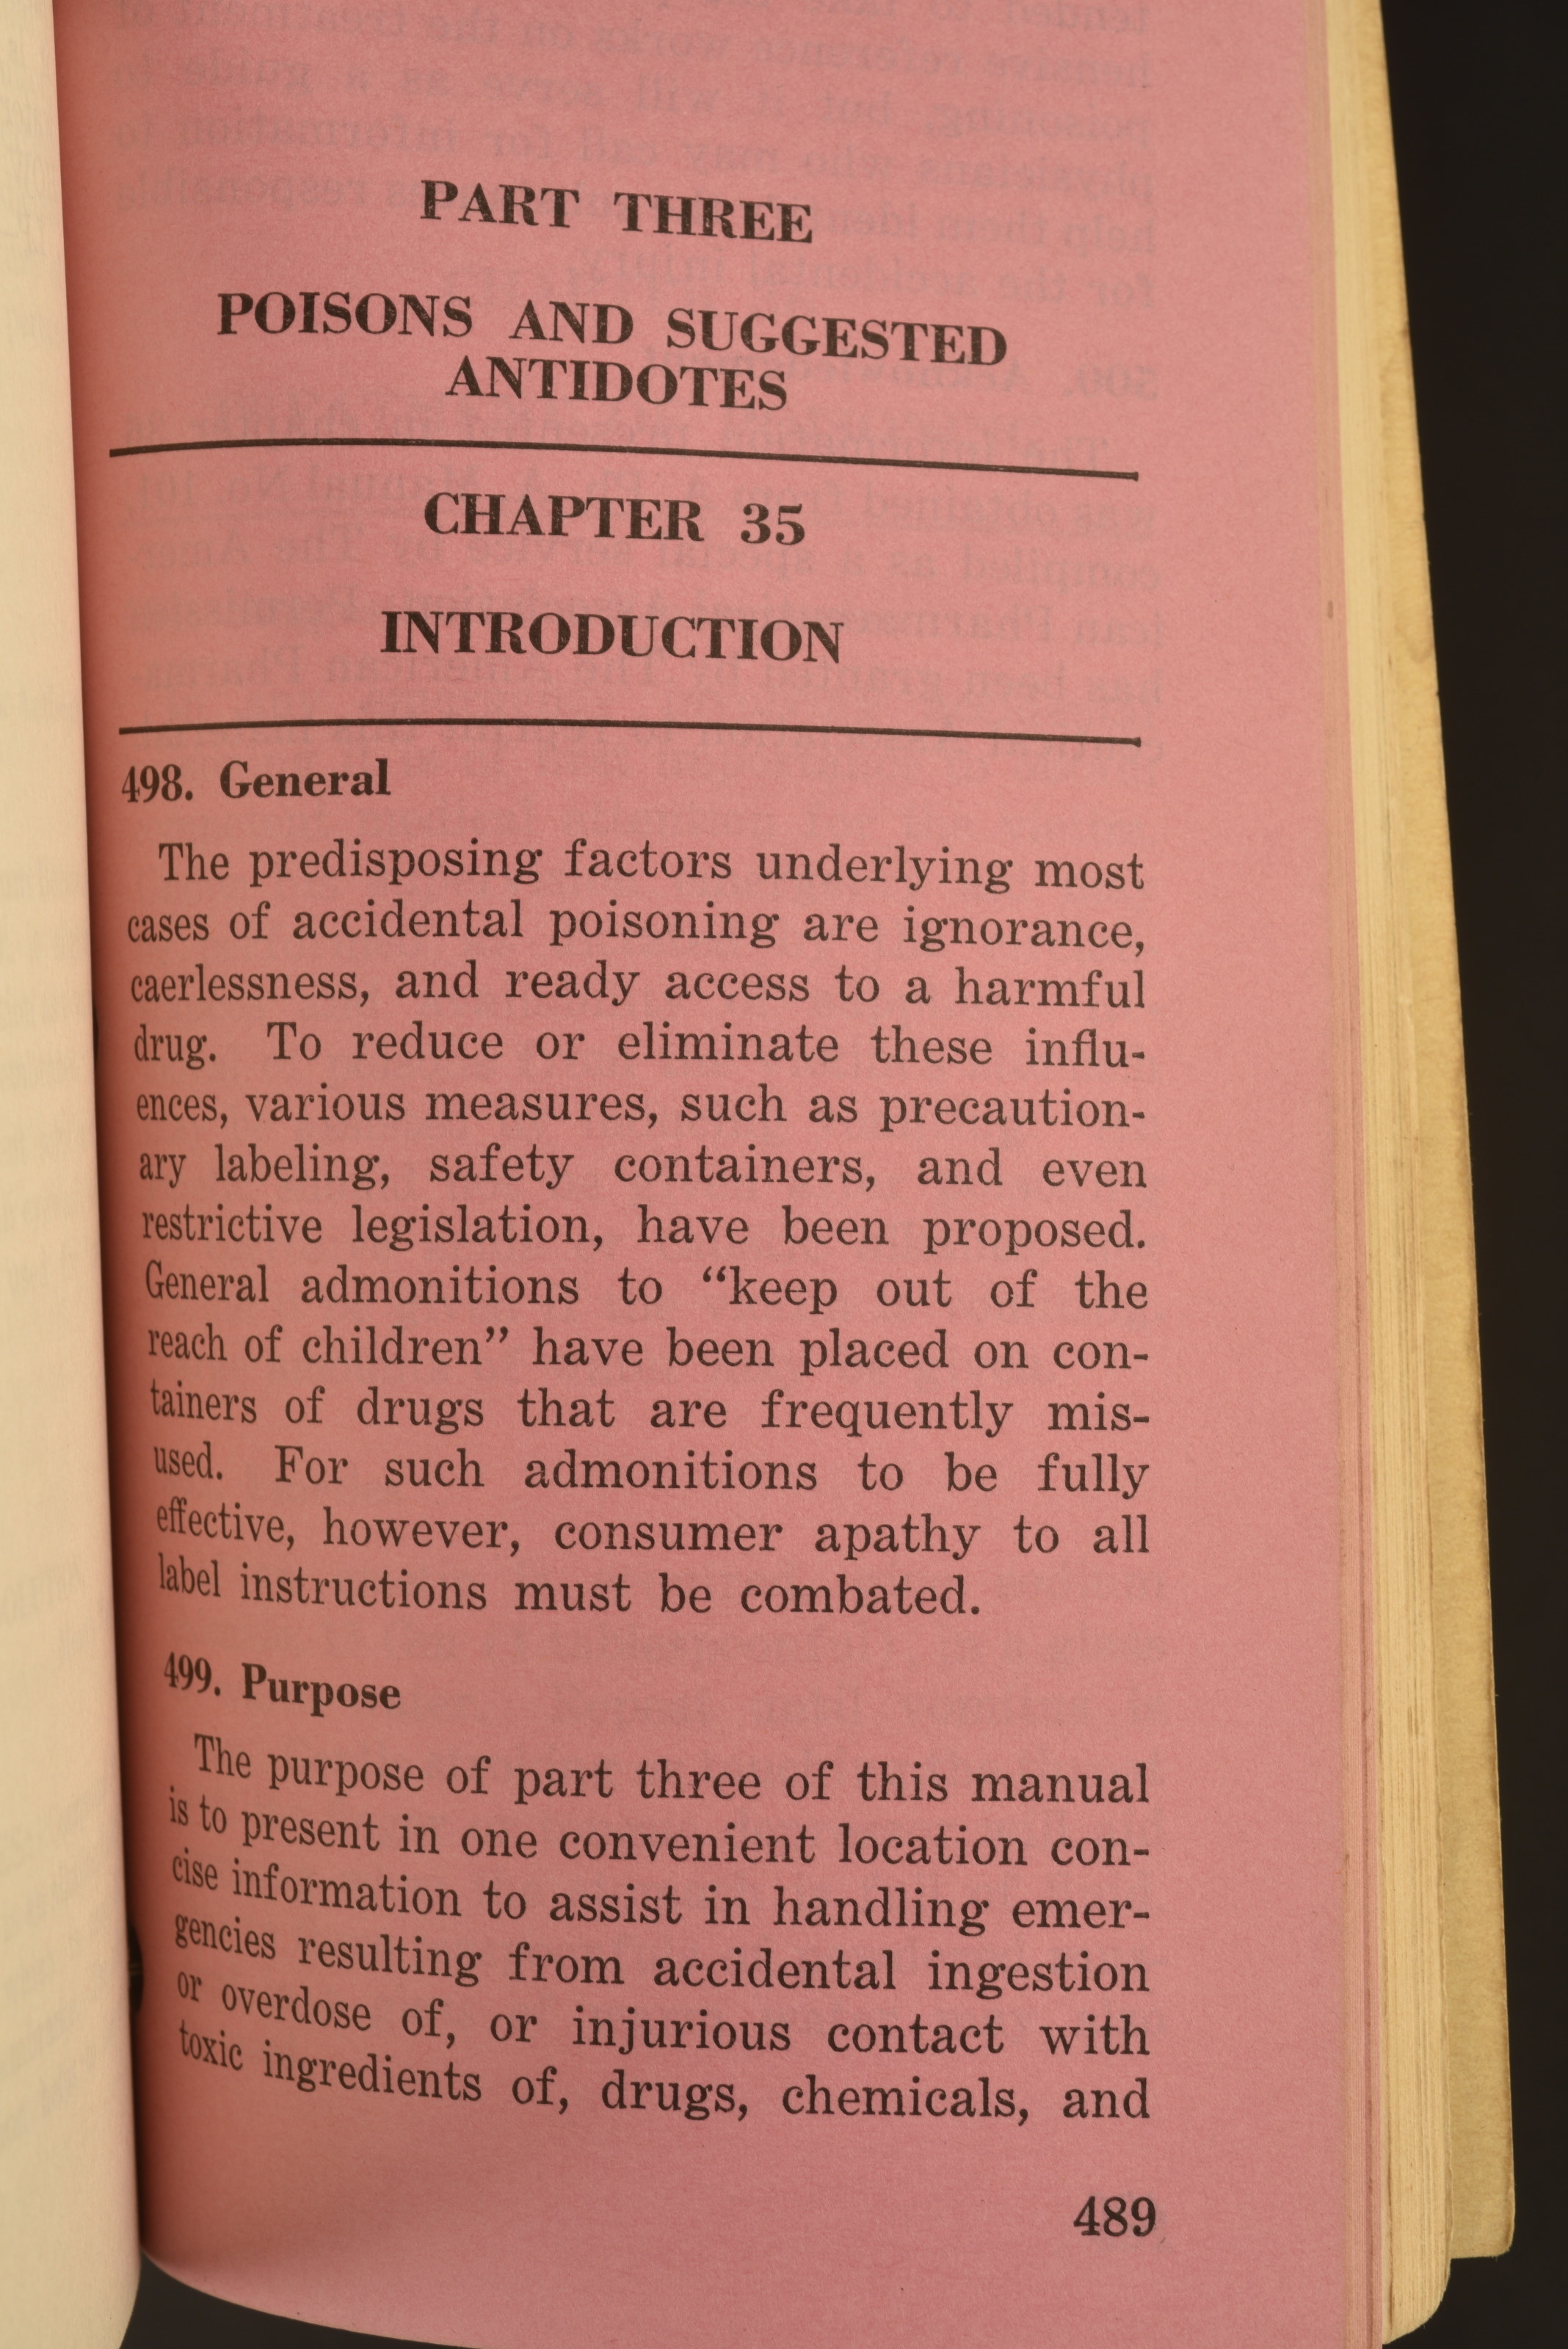 PART THREE
POISONS AND SUGGESTED
ANTIDOTES
CHAPTER 35
INTRODUCTION
498. General
The predisposing factors underlying most
cases of accidental poisoning are ignorance,
caerlessness, and ready access to a harmful
drug. To reduce or eliminate these influ-
ences, various measures, such as precaution-
ary labeling, safety containers, and even
restrictive legislation, have been proposed.
General admonitions to “keep out of the
reach of children” have been placed on con-
tainers of drugs that are frequently mis-
used. For such admonitions to be fully
effective, however, consumer apathy to all
label instructions must be combated.
499. Purpose
The purpose of part three of this manual
is to present in one convenient location con-
cise information to assist in handling emer-
gencies resulting from accidental ingestion
or overdose of, or injurious contact with
toxic ingredients of, drugs, chemicals, and
489